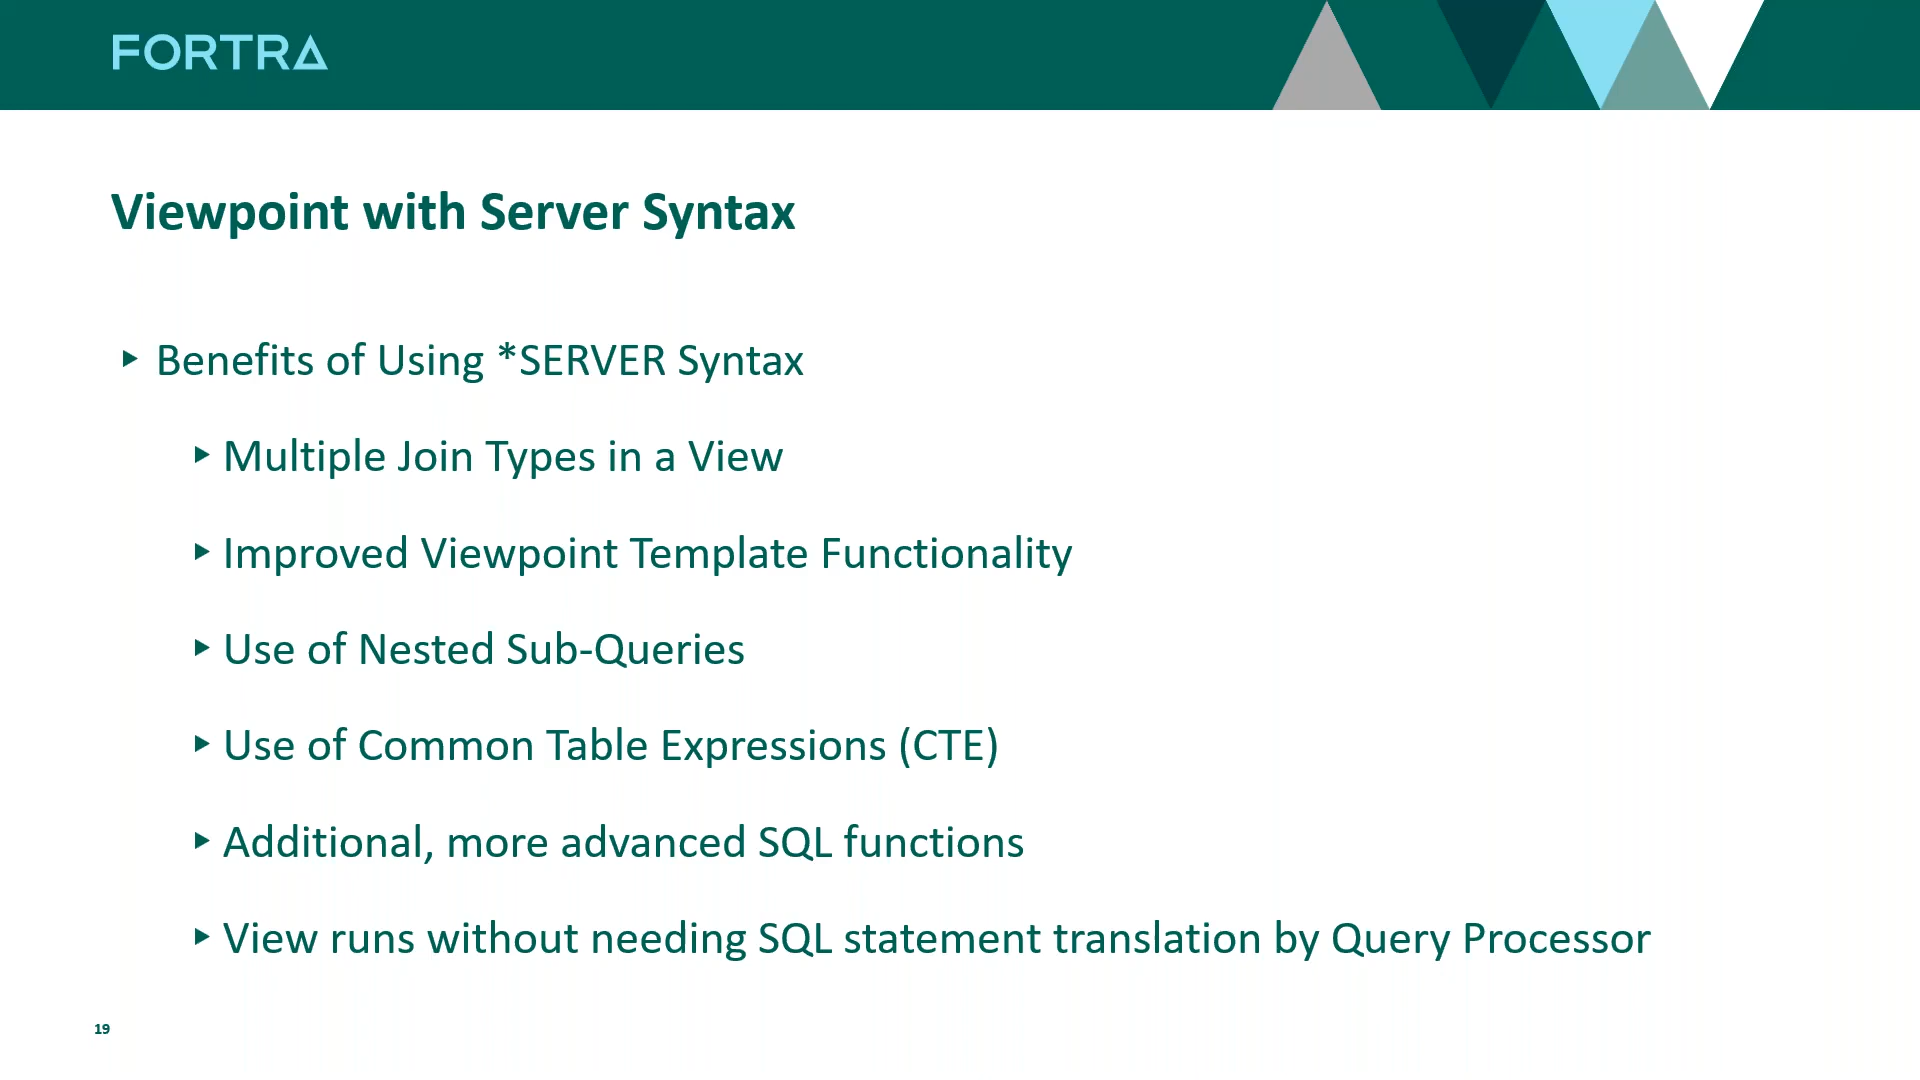 FORTRA
Viewpoint with Server Syntax
Benefits of Using *SERVER Syntax
Multiple Join Types in a View
Improved Viewpoint Template Functionality
Use of Nested Sub-Queries
Use of Common Table Expressions (CTE)
Additional, more advanced SQL functions
View runs without needing SQL statement translation by Query Processor
19